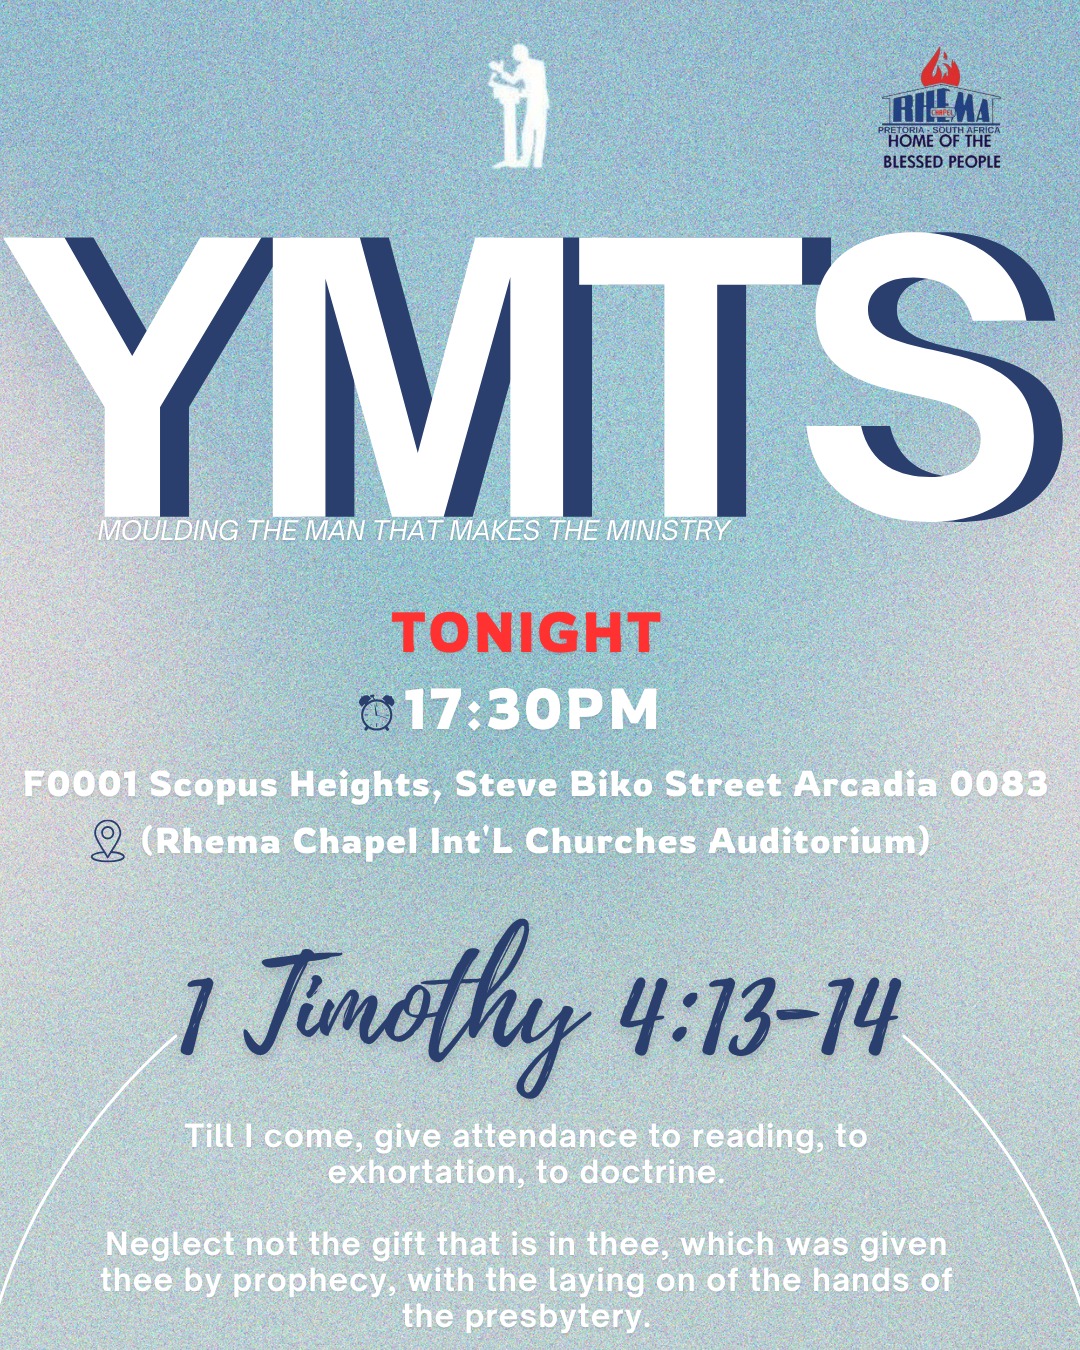 RHEMA
CHAPEL
PRETORIA - SOUTH AFRICA
HOME OF THE
BLESSED PEOPLE
YMTS
MOULDING THE MAN THAT MAKES THE MINISTRY
TONIGHT
17:30PM
F0001 Scopus Heights, Steve Biko Street Arcadia 0083
(Rhema Chapel Int'L Churches Auditorium)
1 Timothy 4:13-14
Till I come, give attendance to reading, to
exhortation, to doctrine.
Neglect not the gift that is in thee, which was given
thee by prophecy, with the laying on of the hands of
the presbytery.